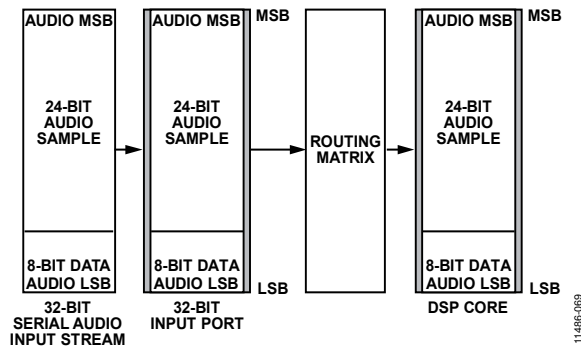 AUDIO MSB
24-BIT
AUDIO
SAMPLE
8-BIT DATA
AUDIO LSB
32-BIT
SERIAL AUDIO
INPUT STREAM
AUDIO MSB
MSB
24-BIT
AUDIO
SAMPLE
8-BIT DATA
AUDIO LSB
LSB
32-BIT
INPUT PORT
ROUTING
MATRIX
AUDIO MSB
MSB
24-BIT
AUDIO
SAMPLE
8-BIT DATA
AUDIO LSB
LSB
DSP CORE
11486-069